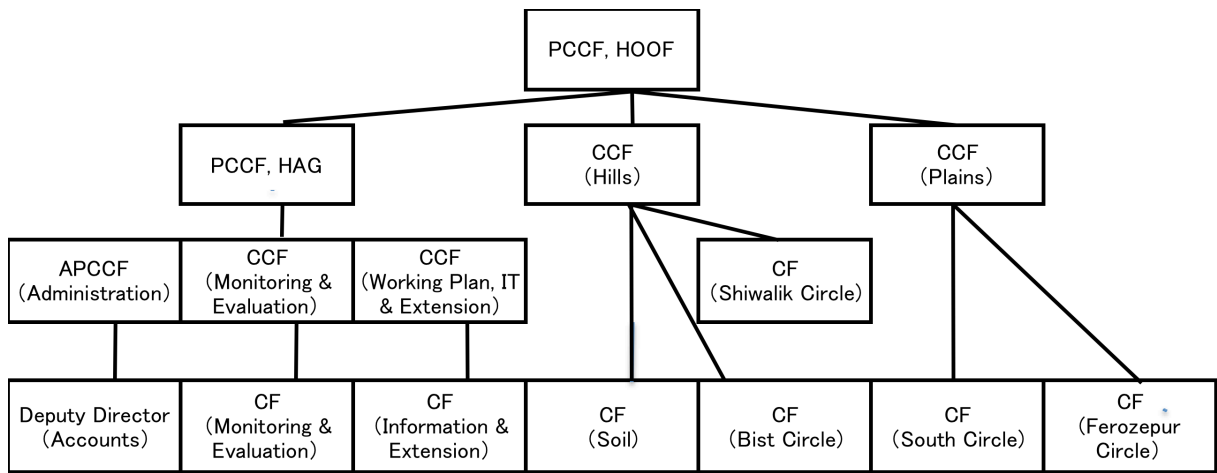 PCCF, HOOF
PCCF, HAG
CCF
(Hills)
CCF
(Plains)
APCCF
(Administration)
CCF
(Monitoring &
Evaluation)
CCF
(Working Plan, IT
& Extension)
CF
(Shiwalik Circle)
Deputy Director
(Accounts)
CF
(Monitoring &
Evaluation)
CF
(Information &
Extension)
CF
(Soil)
CF
(Bist Circle)
CF
(South Circle)
CF
(Ferozepur
Circle)